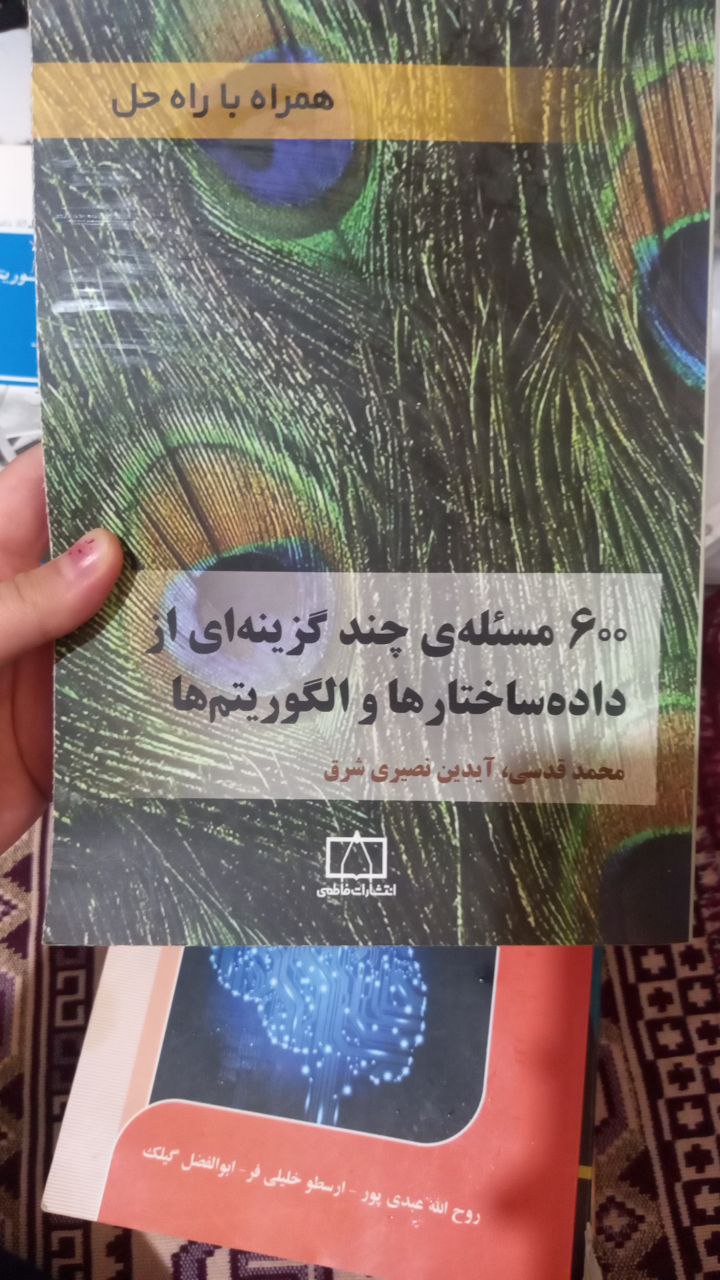 همراه با راه حل
۶۰۰ مسئله‌ی چند گزینه‌ای از
داده‌ساختارها و الگوریتم‌ها
محمد قدسی، آیدین نصیری شرق
انتشارات فاطمی
روح الله عبدی پور - ارسطو خلیلی فر - ابوالفضل گیلک